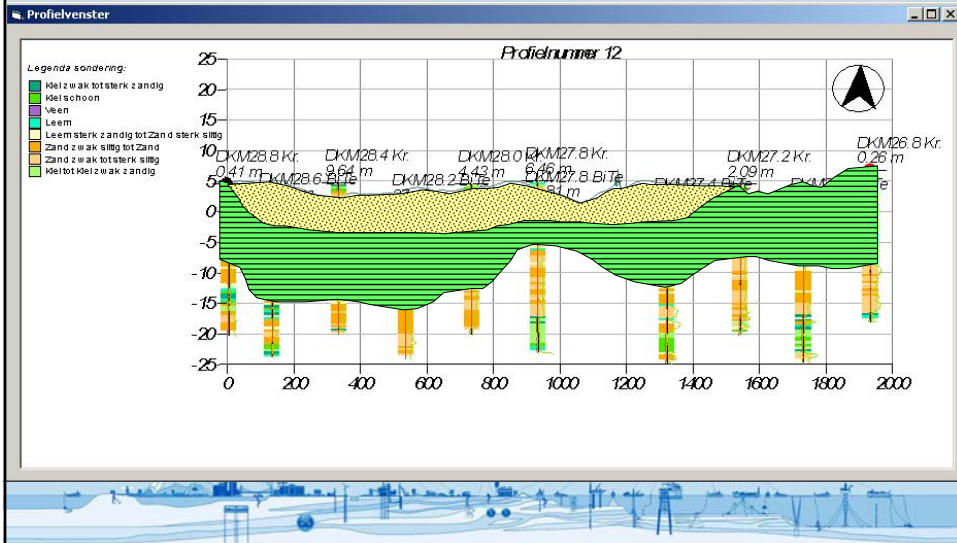 Profielvenster
Profielnummer 12
Legenda sondering:
Klei zwak tot sterk zandig
Klei schoon
Veen
Leem
Leem sterk zandig tot Zand sterk siltig
Zand zwak siltig tot Zand
Zand zwak tot sterk siltig
Klei tot Klei zwak zandig
25
20
15
10
5
0
-5
-10
-15
-20
-25
DKM28.8 Kr.
0.41 m
DKM28.6 BiTe
DKM28.4 Kr.
9.64 m
DKM28.2 BiTe
DKM28.0 Kr.
4.43 m
DKM27.8 Kr.
6.46 m
DKM27.8 BiTe
81 m
DKM27.4 BiTe
DKM27.2 Kr.
2.09 m
DKM26.8 Kr.
0.26 m
0 200 400 600 800 1000 1200 1400 1600 1800 2000